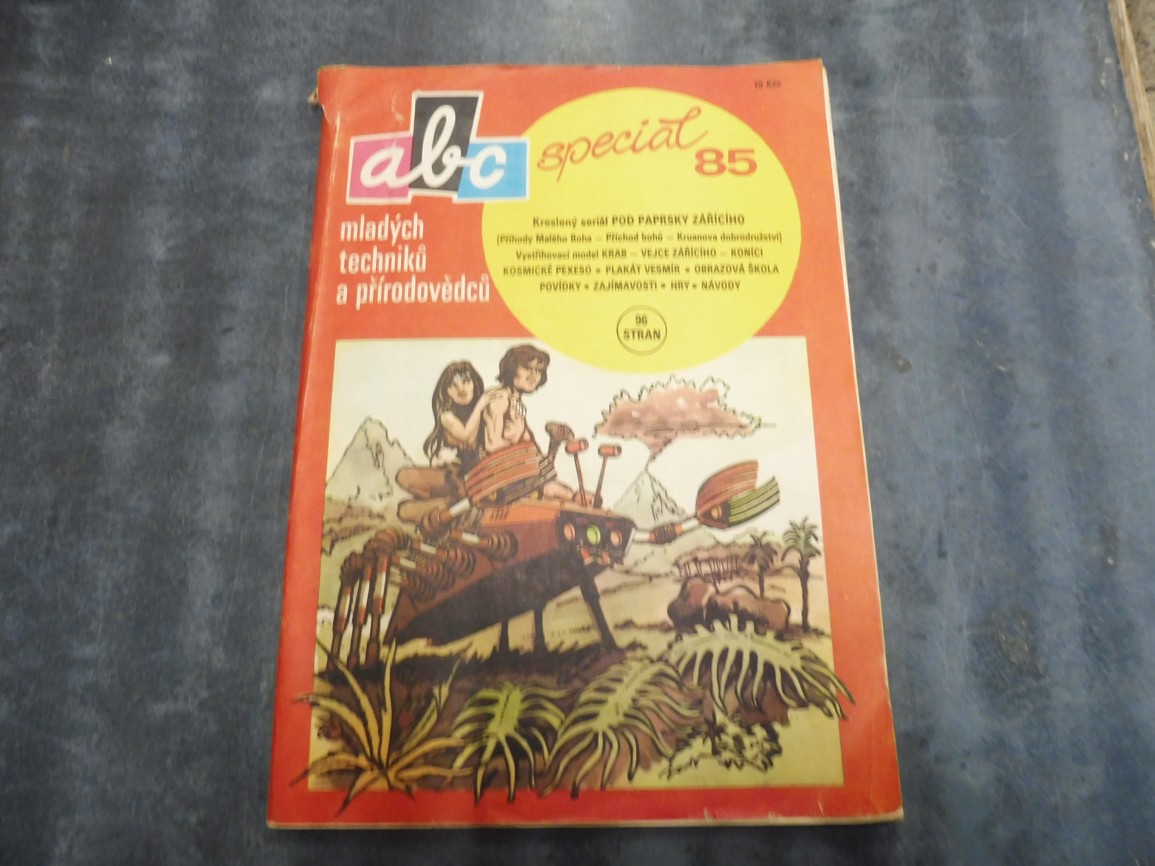 15 Kčs
abc
speciál
85
mladých
techniků
a přírodovědců
Kreslený seriál POD PAPRSKY ZÁŘÍCÍHO
(Příhody Malého Boha — Příchod bohů — Kruanova dobrodružství)
Vystřihovací model KRAB — VEJCE ZÁŘÍCÍHO — KONÍCI
KOSMICKÉ PEXESO • PLAKÁT VESMÍR • OBRAZOVÁ ŠKOLA
POVÍDKY • ZAJÍMAVOSTI • HRY • NÁVODY
96
STRAN